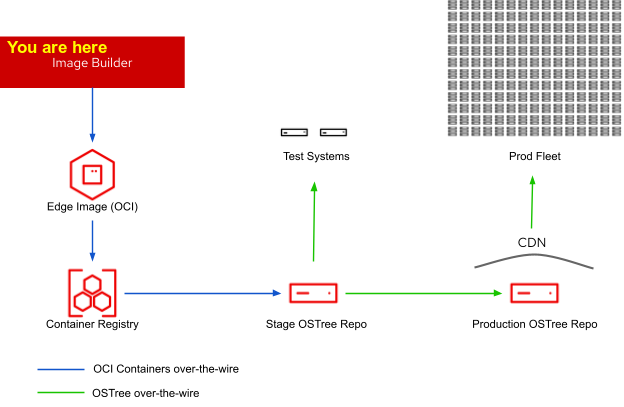 You are here
Image Builder
Edge Image (OCI)
Container Registry
Test Systems
Prod Fleet
CDN
Stage OSTree Repo
Production OSTree Repo
OCI Containers over-the-wire
OSTree over-the-wire